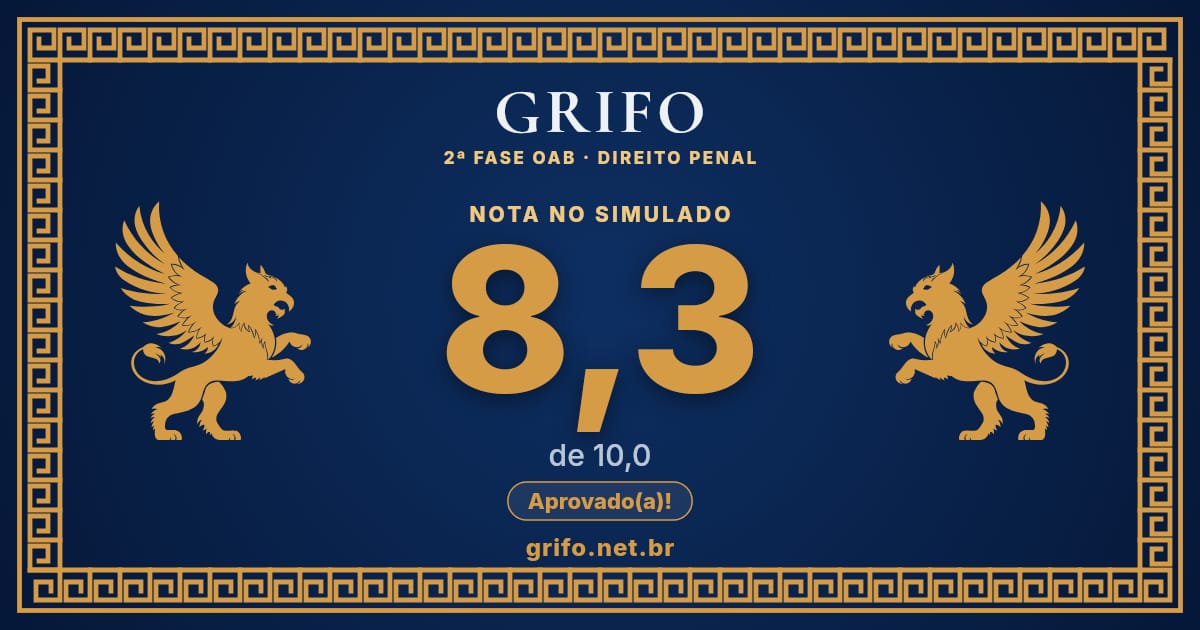 GRIFO
2ª FASE OAB · DIREITO PENAL
NOTA NO SIMULADO
8,3
de 10,0
Aprovado(a)!
grifo.net.br